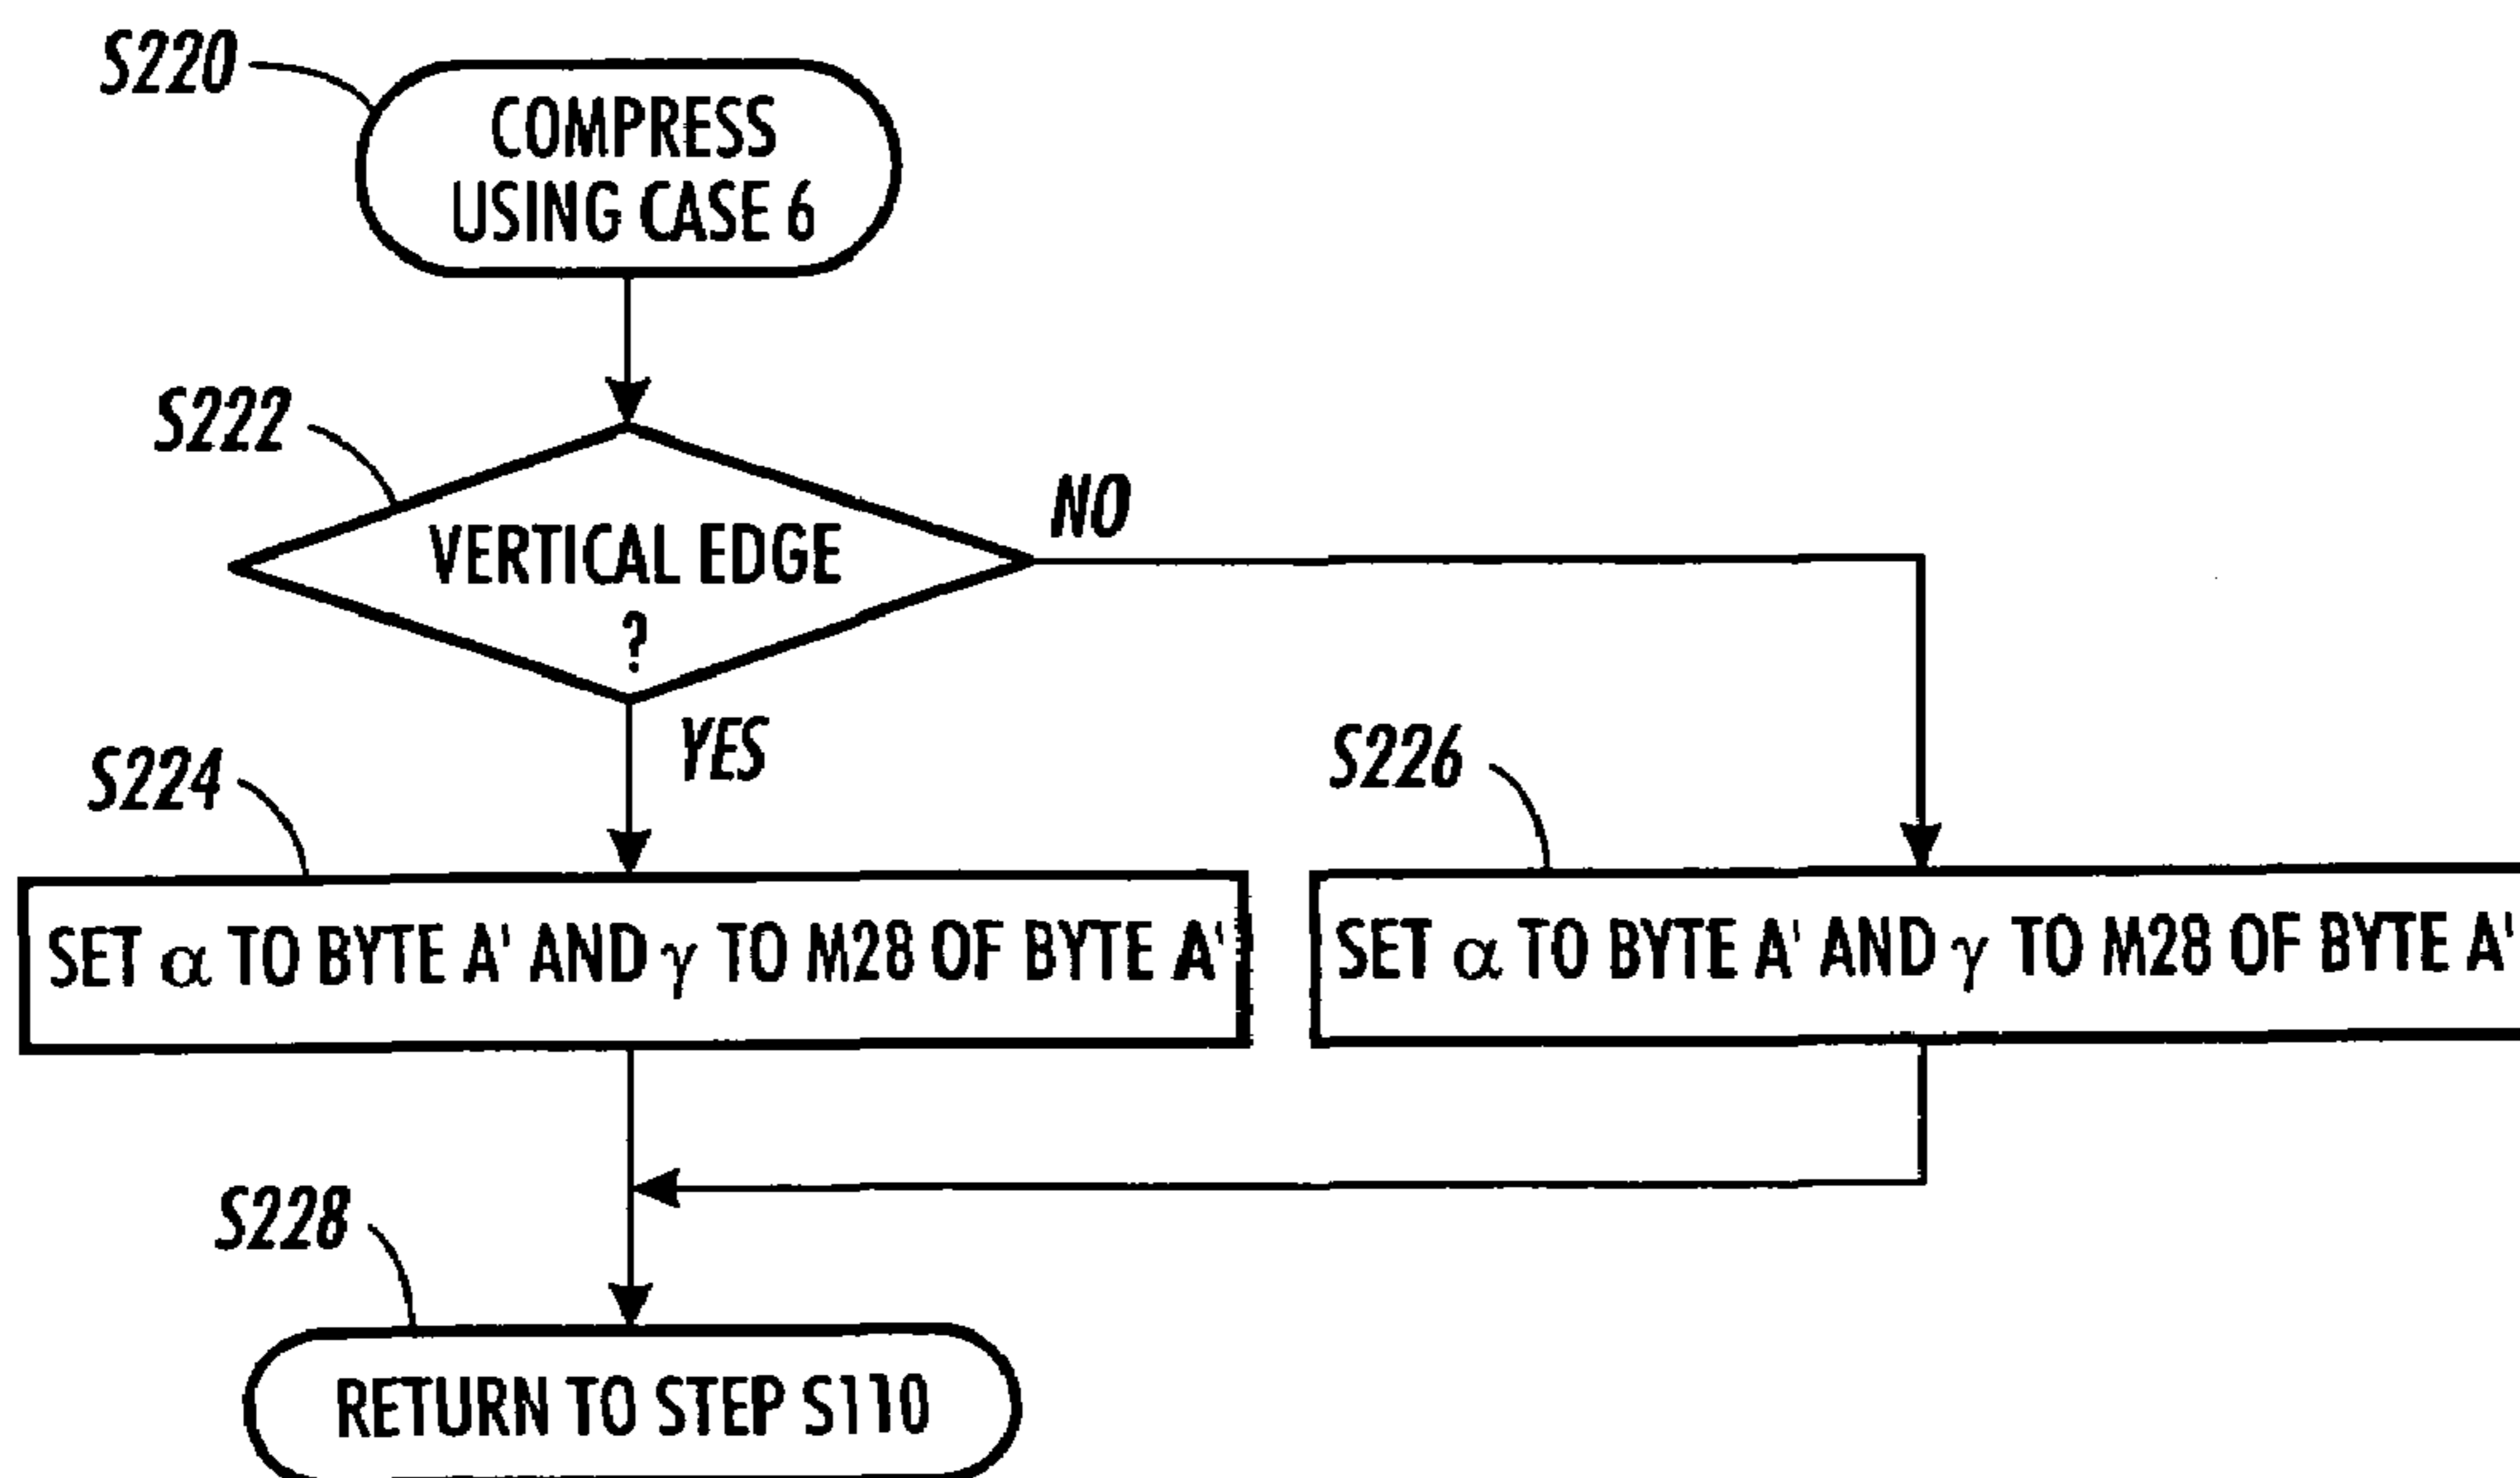 S220
COMPRESS
USING CASE 6
S222
VERTICAL EDGE
?
NO
YES
S224
SET α TO BYTE A' AND γ TO M28 OF BYTE A'
S226
SET α TO BYTE A' AND γ TO M28 OF BYTE A'
S228
RETURN TO STEP S110